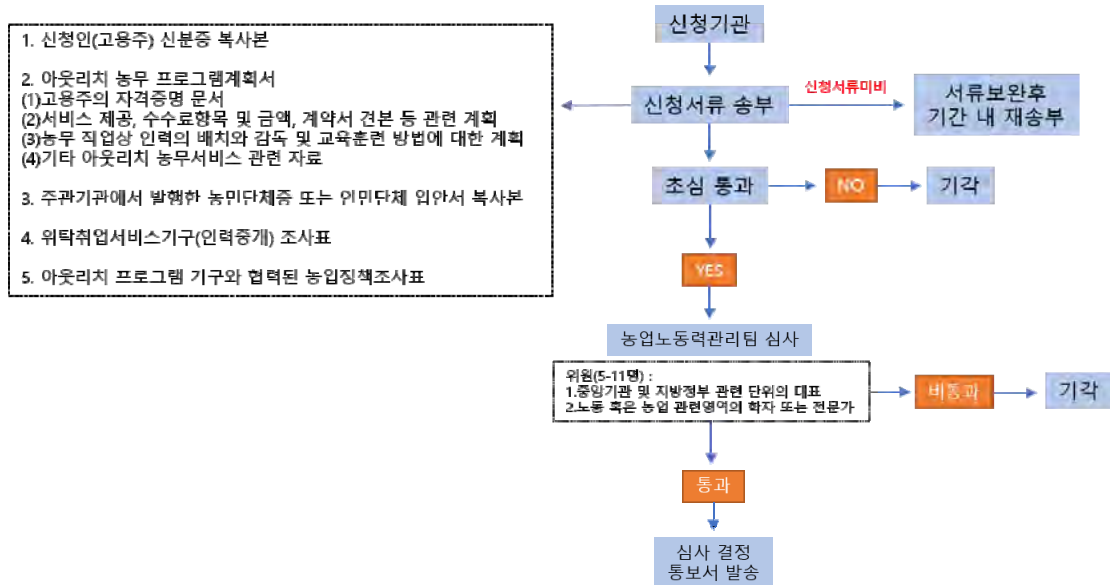 신청기관
1. 신청인(고용주) 신분증 복사본
2. 아웃리치 농무 프로그램계획서
(1)고용주의 자격증명 문서
(2)서비스 제공, 수수료항목 및 금액, 계약서 견본 등 관련 계획
(3)농무 직업상 인력의 배치와 감독 및 교육훈련 방법에 대한 계획
(4)기타 아웃리치 농무서비스 관련 자료
3. 주관기관에서 발행한 농민단체증 또는 인민단체 입안서 복사본
4. 위탁취업서비스기구(인력중개) 조사표
5. 아웃리치 프로그램 기구와 협력된 농입징책조사표
신청서류 송부
신청서류미비
서류보완후
기간 내 재송부
초심 통과
NO
기각
YES
농업노동력관리팀 심사
위원(5-11명) :
1.중앙기관 및 지방정부 관련 단위의 대표
2.노동 혹은 농업 관련영역의 학자 또는 전문가
비통과
기각
통과
심사 결정
통보서 발송